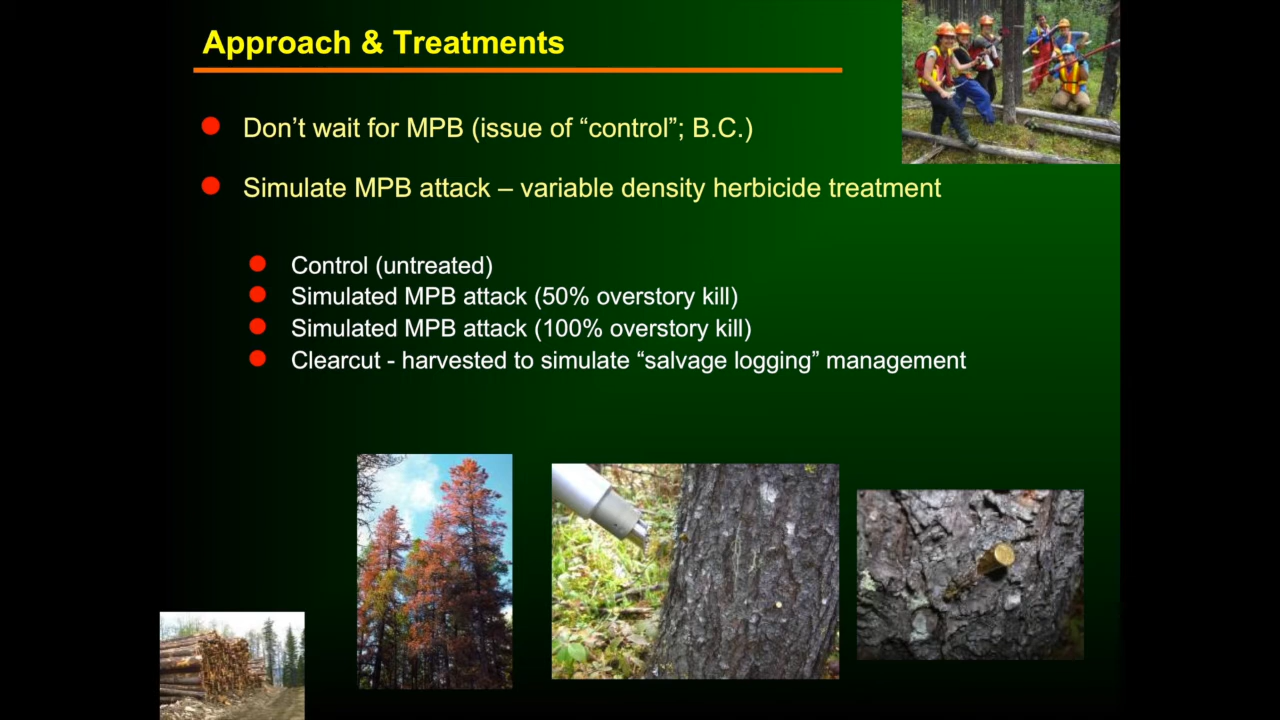 Approach & Treatments
Don’t wait for MPB (issue of “control”; B.C.)
Simulate MPB attack – variable density herbicide treatment
Control (untreated)
Simulated MPB attack (50% overstory kill)
Simulated MPB attack (100% overstory kill)
Clearcut - harvested to simulate “salvage logging” management